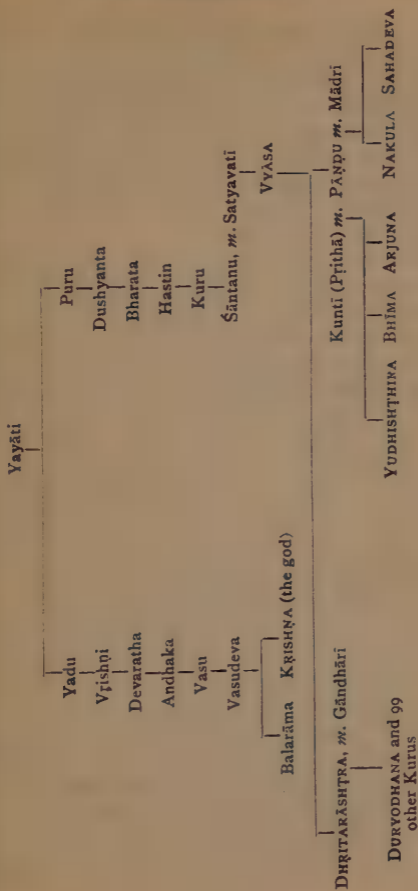 Yayāti
Yadu
Vṛishṇi
Devaratha
Andhaka
Vasu
Vasudeva
Balarāma KṚISHṆA (the god)
Puru
Dushyanta
Bharata
Hastin
Kuru
Śāntanu, m. Satyavatī
VYĀSA
DHṚITARĀSHṬRA, m. Gāndhārī
DURYODHANA and 99
other Kurus
Kuntī (Pṛithā) m. PĀṆḌU m. Mādrī
YUDHISHṬHIRA BHĪMA ARJUNA NAKULA SAHADEVA